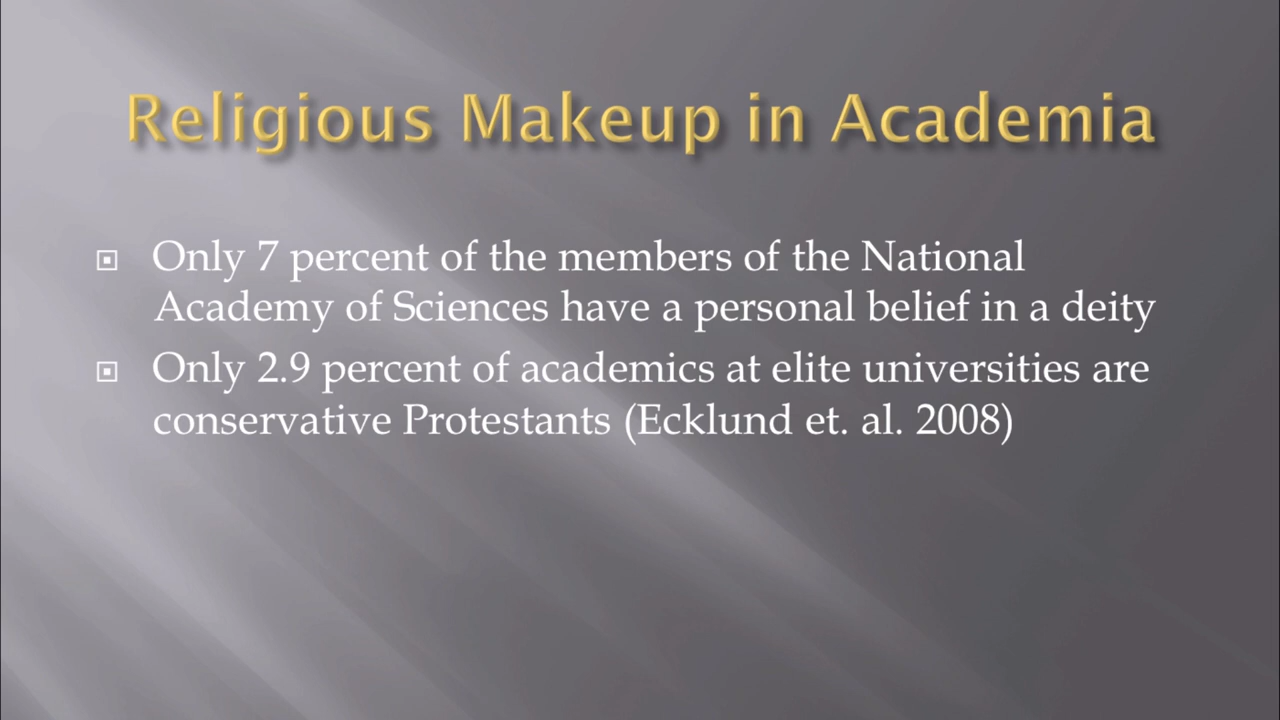 Religious Makeup in Academia
Only 7 percent of the members of the National
Academy of Sciences have a personal belief in a deity
Only 2.9 percent of academics at elite universities are
conservative Protestants (Ecklund et. al. 2008)